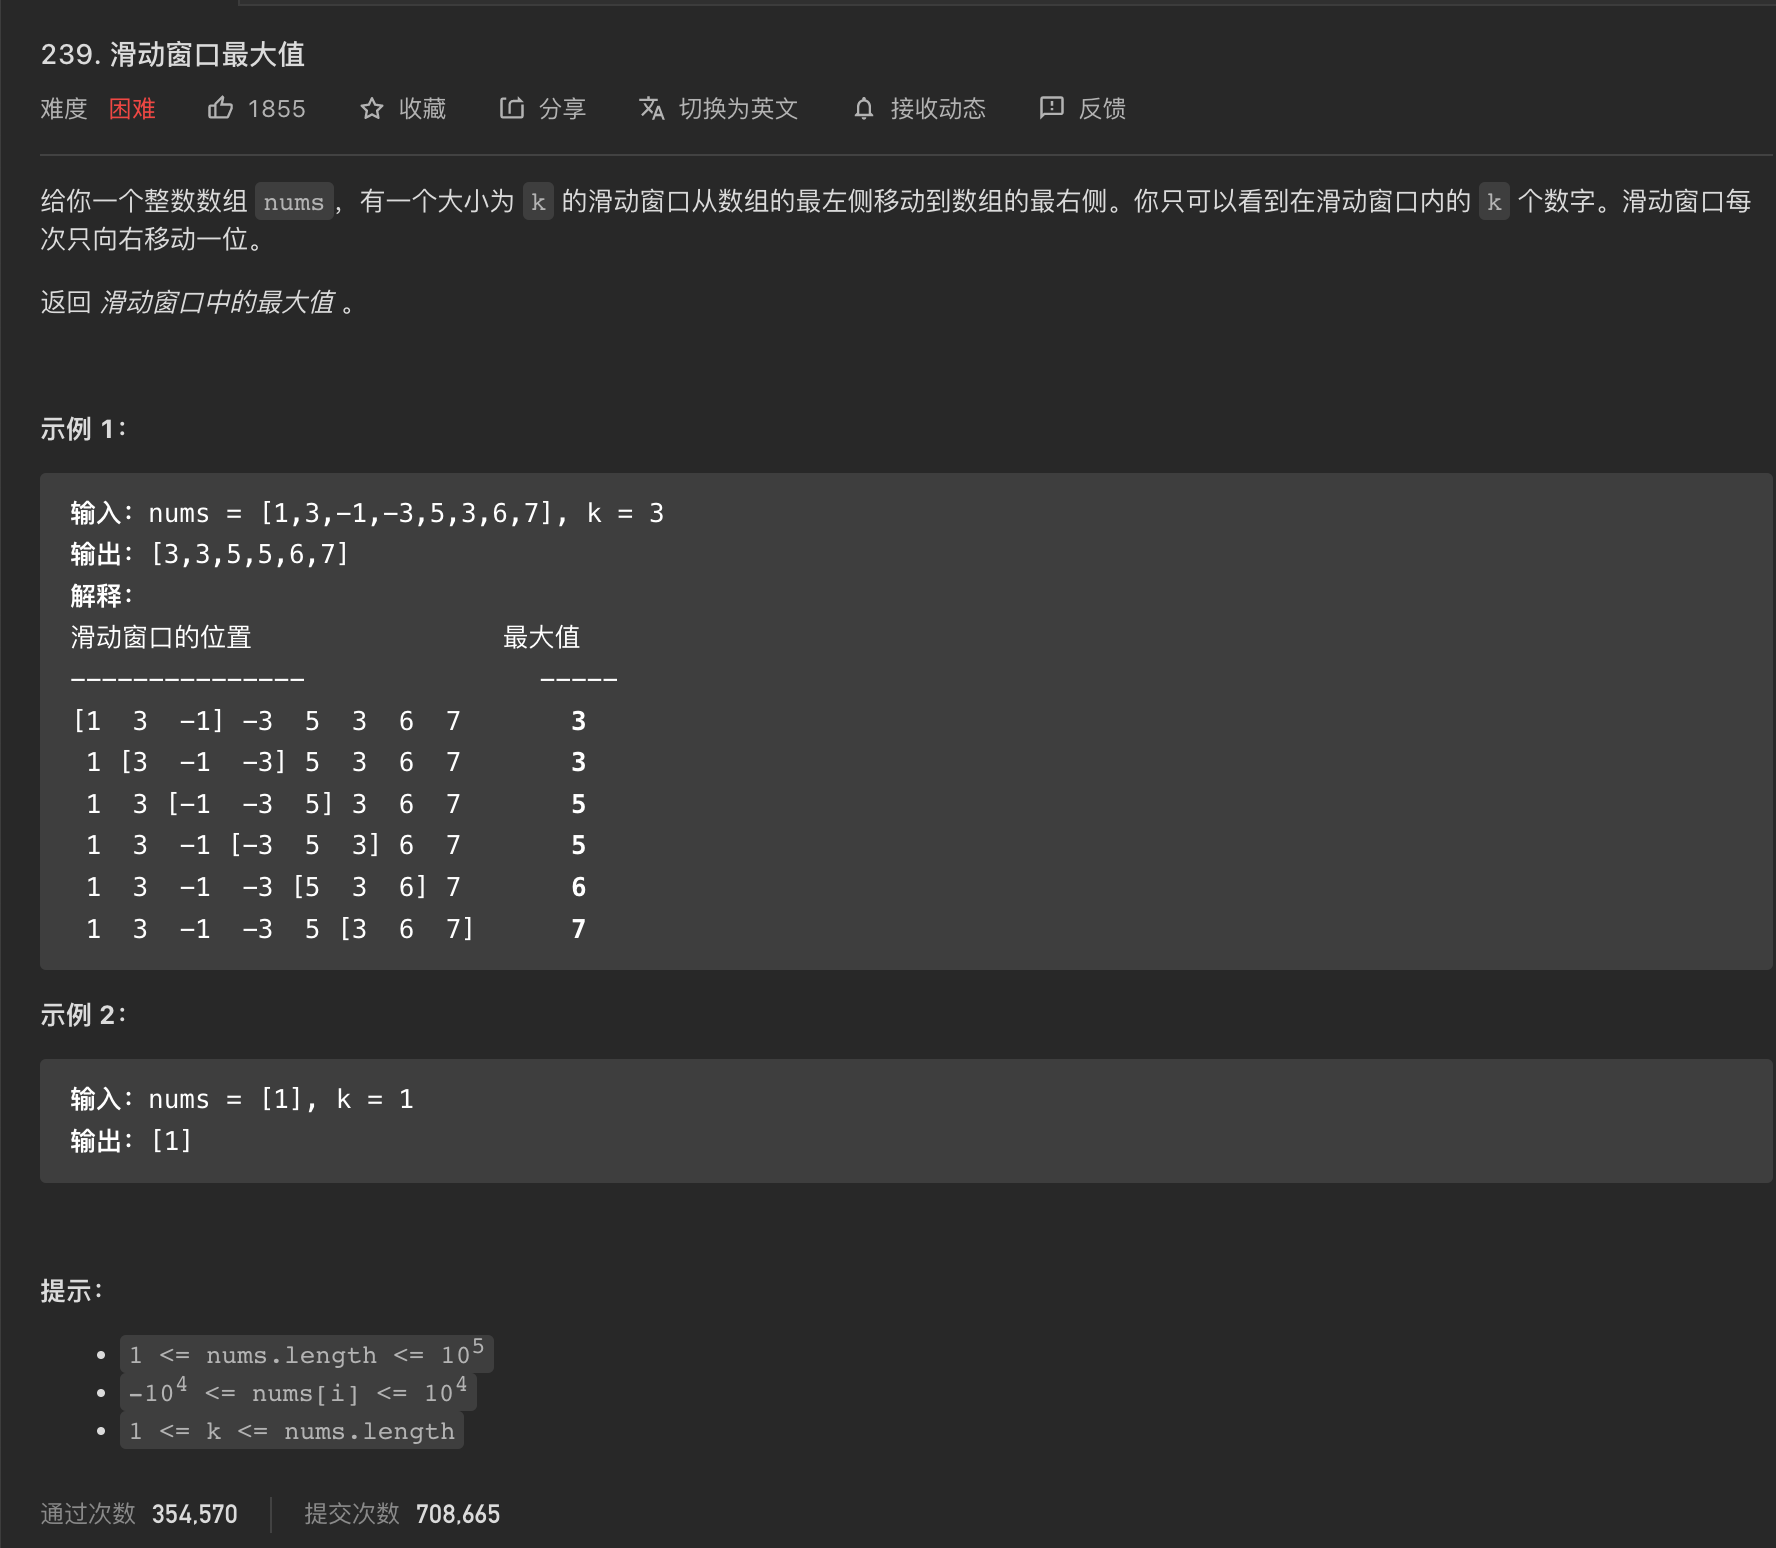 239. 滑动窗口最大值
难度 困难 1855 收藏 分享 切换为英文 接收动态 反馈
给你一个整数数组 nums，有一个大小为 k 的滑动窗口从数组的最左侧移动到数组的最右侧。你只可以看到在滑动窗口内的 k 个数字。滑动窗口每
次只向右移动一位。
返回 滑动窗口中的最大值 。
示例 1：
输入：nums = [1,3,-1,-3,5,3,6,7], k = 3
输出：[3,3,5,5,6,7]
解释：
滑动窗口的位置                最大值
---------------               -----
[1  3  -1] -3  5  3  6  7       3
 1 [3  -1  -3] 5  3  6  7       3
 1  3 [-1  -3  5] 3  6  7       5
 1  3  -1 [-3  5  3] 6  7       5
 1  3  -1  -3 [5  3  6] 7       6
 1  3  -1  -3  5 [3  6  7]      7
示例 2：
输入：nums = [1], k = 1
输出：[1]
提示：
• 1 <= nums.length <= 10⁵
• -10⁴ <= nums[i] <= 10⁴
• 1 <= k <= nums.length
通过次数 354,570 提交次数 708,665